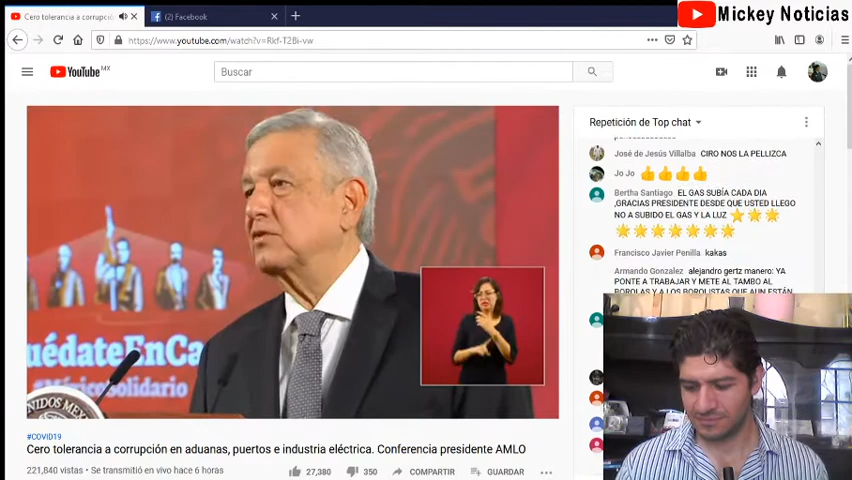 Cero tolerancia a corrupció
(2) Facebook
Mickey Noticias
https://www.youtube.com/watch?v=Rkf-T2Bi-vw
YouTube MX
Buscar
Repetición de Top chat
José de Jesús Villalba CIRO NOS LA PELLIZCA
Jo Jo
Bertha Santiago EL GAS SUBÍA CADA DIA
,GRACIAS PRESIDENTE DESDE QUE USTED LLEGO
NO A SUBIDO EL GAS Y LA LUZ
Francisco Javier Penilla kakas
Armando Gonzalez alejandro gertz manero: YA
PONTE A TRABAJAR Y METE AL TAMBO AL
BOROLAS Y A LOS BOROLISTAS QUE AUN ESTÁN
uédateEnCa
#MéxicoSolidario
UNIDOS MEX
#COVID19
Cero tolerancia a corrupción en aduanas, puertos e industria eléctrica. Conferencia presidente AMLO
221,840 vistas • Se transmitió en vivo hace 6 horas
27,380
350
COMPARTIR
GUARDAR